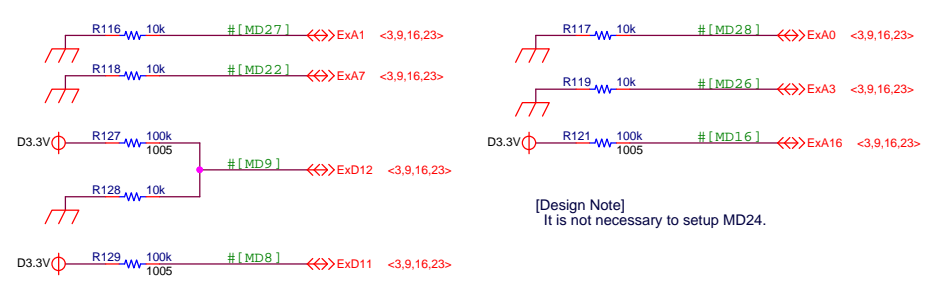 R116 10k #[MD27] ExA1 <3,9,16,23>
R118 10k #[MD22] ExA7 <3,9,16,23>
D3.3V R127 100k
1005
#[MD9] ExD12 <3,9,16,23>
R128 10k
D3.3V R129 100k #[MD8] ExD11 <3,9,16,23>
1005
R117 10k #[MD28] ExA0 <3,9,16,23>
R119 10k #[MD26] ExA3 <3,9,16,23>
D3.3V R121 100k #[MD16] ExA16 <3,9,16,23>
1005
[Design Note]
It is not necessary to setup MD24.